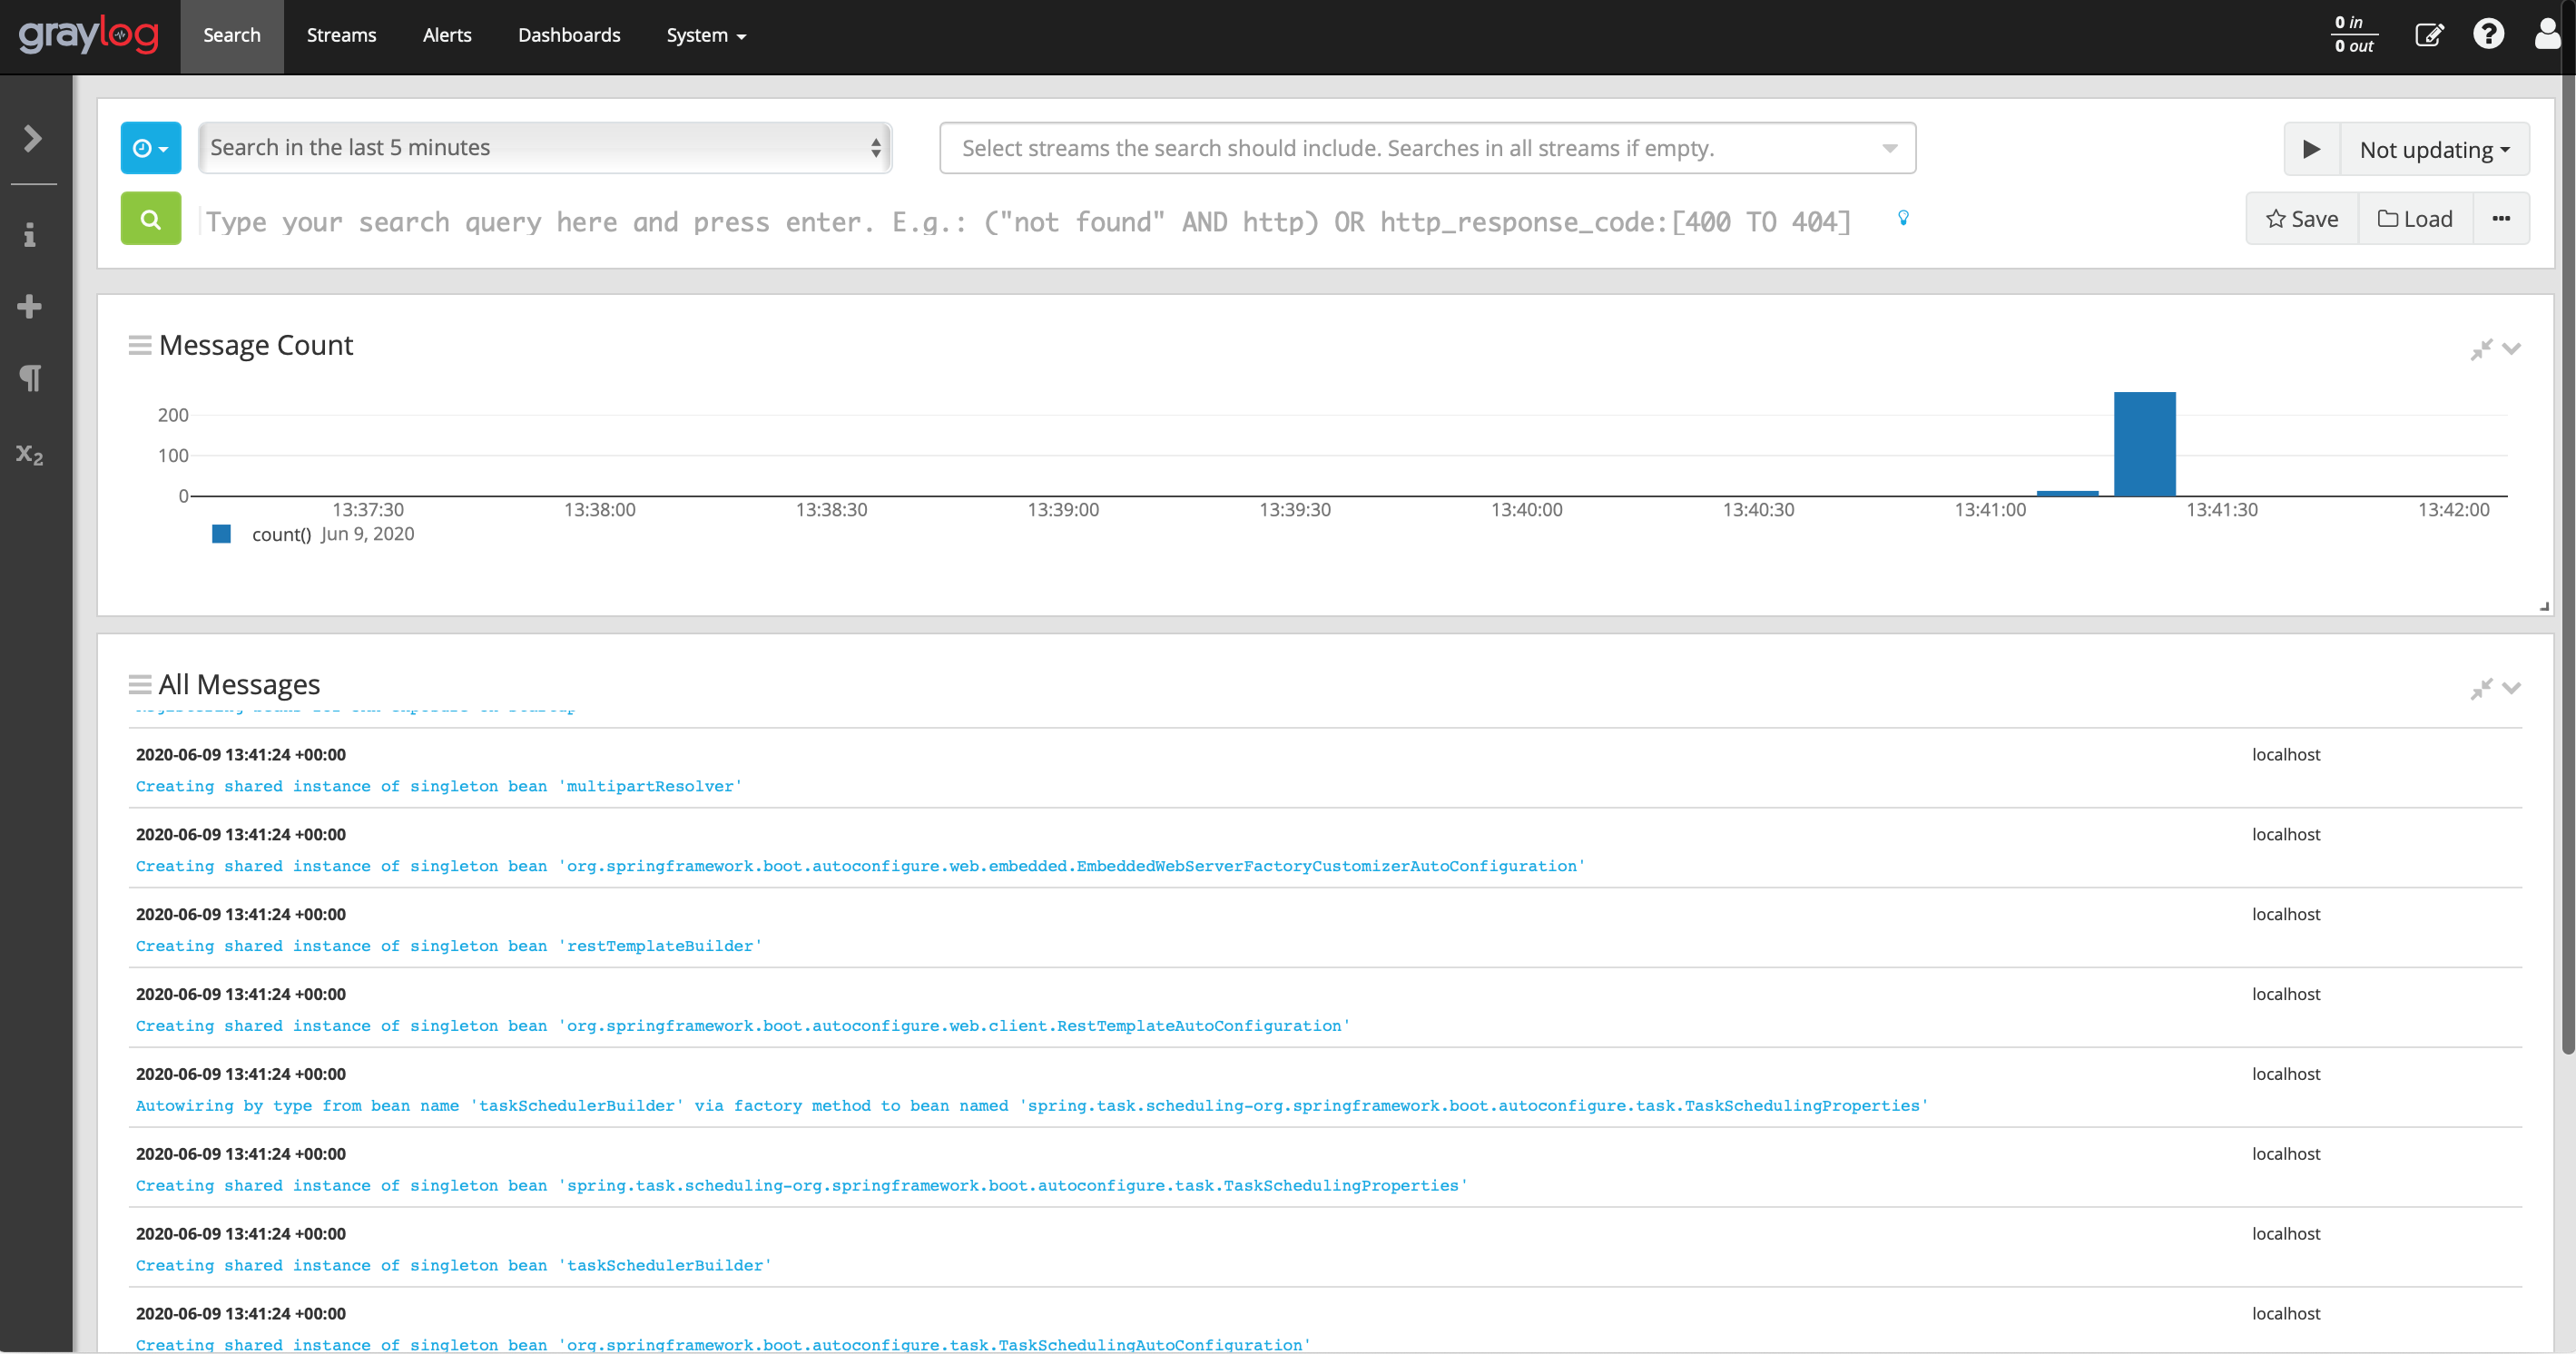 graylog Search Streams Alerts Dashboards System 0 in
0 out
Search in the last 5 minutes Select streams the search should include. Searches in all streams if empty. Not updating
Type your search query here and press enter. E.g.: ("not found" AND http) OR http_response_code:[400 TO 404] Save Load
Message Count
200
100
0
13:37:30 13:38:00 13:38:30 13:39:00 13:39:30 13:40:00 13:40:30 13:41:00 13:41:30 13:42:00
count() Jun 9, 2020
x2
All Messages
2020-06-09 13:41:24 +00:00 localhost
Creating shared instance of singleton bean 'multipartResolver'
2020-06-09 13:41:24 +00:00 localhost
Creating shared instance of singleton bean 'org.springframework.boot.autoconfigure.web.embedded.EmbeddedWebServerFactoryCustomizerAutoConfiguration'
2020-06-09 13:41:24 +00:00 localhost
Creating shared instance of singleton bean 'restTemplateBuilder'
2020-06-09 13:41:24 +00:00 localhost
Creating shared instance of singleton bean 'org.springframework.boot.autoconfigure.web.client.RestTemplateAutoConfiguration'
2020-06-09 13:41:24 +00:00 localhost
Autowiring by type from bean name 'taskSchedulerBuilder' via factory method to bean named 'spring.task.scheduling-org.springframework.boot.autoconfigure.task.TaskSchedulingProperties'
2020-06-09 13:41:24 +00:00 localhost
Creating shared instance of singleton bean 'spring.task.scheduling-org.springframework.boot.autoconfigure.task.TaskSchedulingProperties'
2020-06-09 13:41:24 +00:00 localhost
Creating shared instance of singleton bean 'taskSchedulerBuilder'
2020-06-09 13:41:24 +00:00 localhost
Creating shared instance of singleton bean 'org.springframework.boot.autoconfigure.task.TaskSchedulingAutoConfiguration'